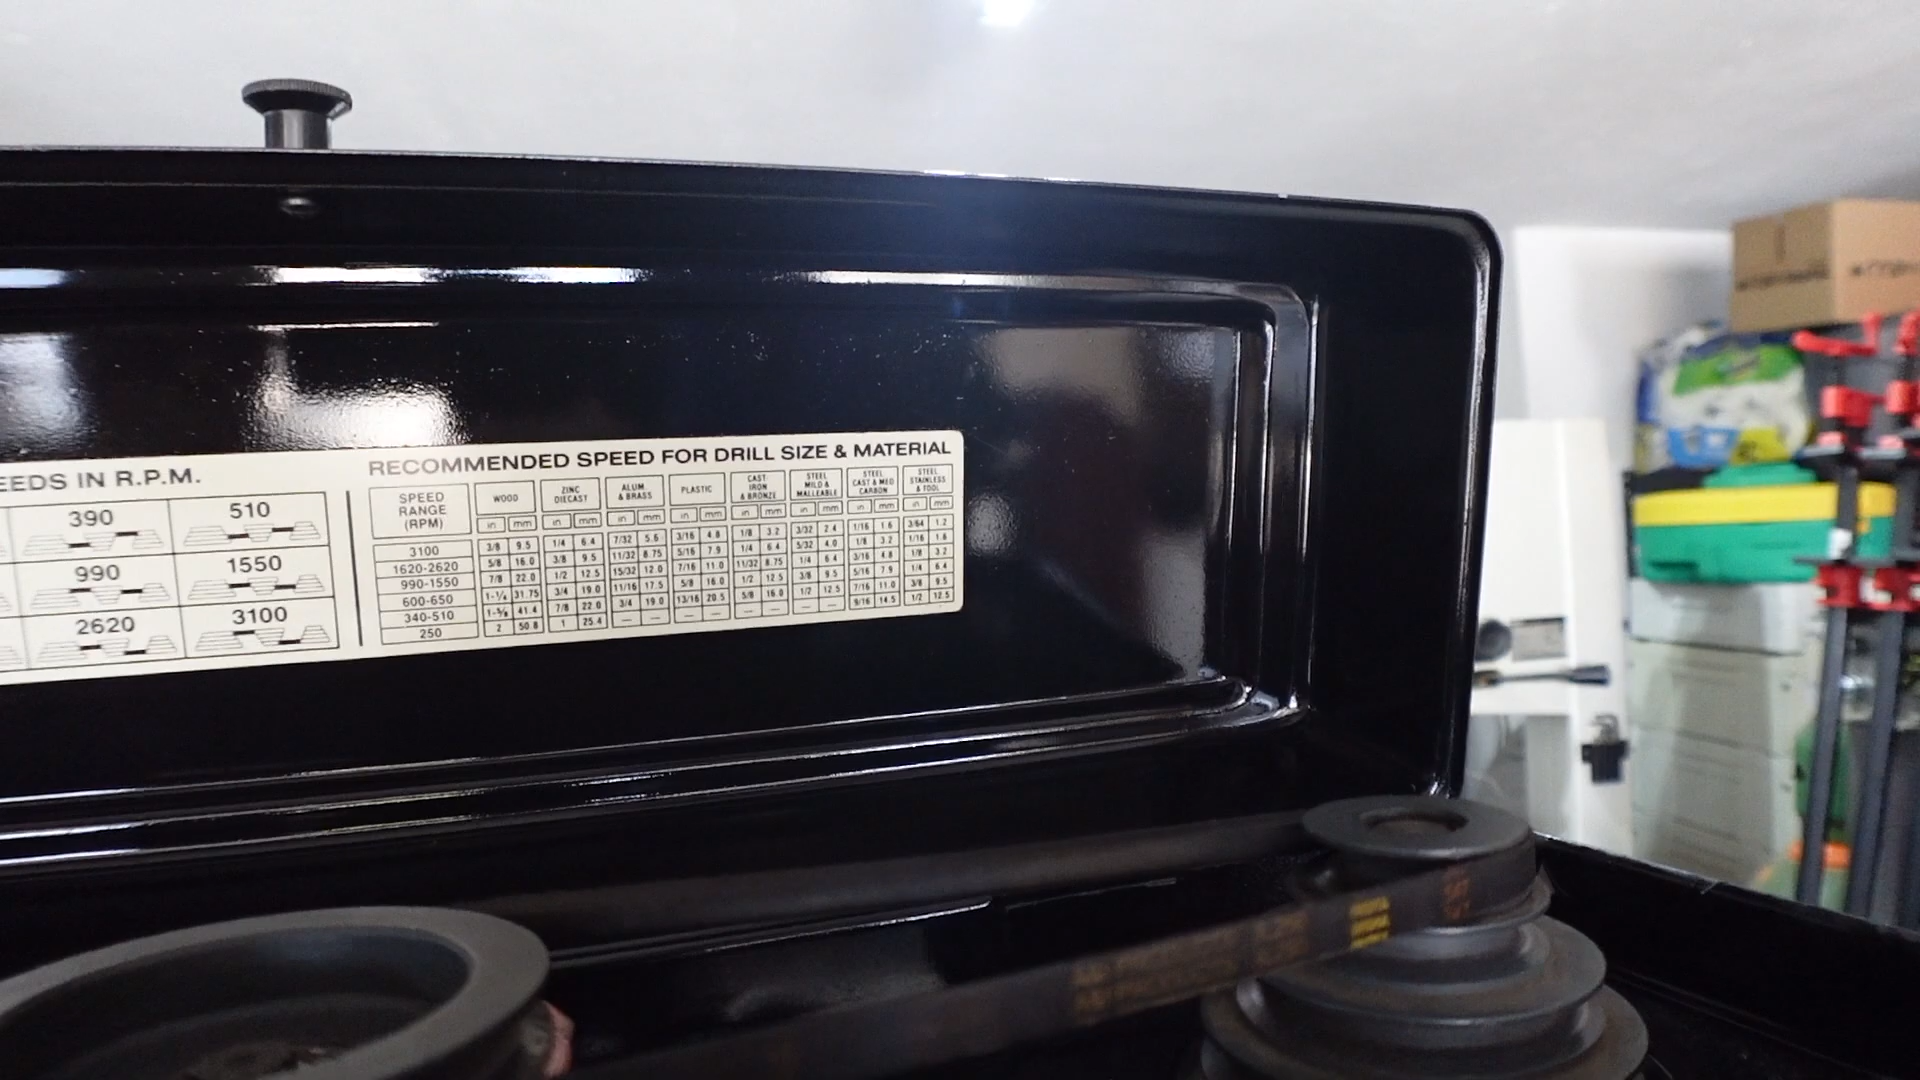 EEDS IN R.P.M.
390 510
990 1550
2620 3100
RECOMMENDED SPEED FOR DRILL SIZE & MATERIAL
SPEED RANGE (RPM) WOOD ZINC DIECAST ALUM. & BRASS PLASTIC CAST IRON & BRONZE STEEL MILD & MALLEABLE STEEL CAST & MED CARBON STEEL STAINLESS & TOOL
in mm in mm in mm in mm in mm in mm in mm
3100 3/8 9.5 1/4 6.4 7/32 5.6 3/16 4.8 1/8 3.2 3/32 2.4 1/16 1.6 3/64 1.2
1620-2620 5/8 16.0 3/8 9.5 11/32 8.75 5/16 7.9 1/4 6.4 5/32 4.0 1/8 3.2 1/16 1.6
990-1550 7/8 22.0 1/2 12.5 15/32 12.0 7/16 11.0 11/32 8.75 1/4 6.4 3/16 4.8 1/8 3.2
600-650 1-1/4 31.75 3/4 19.0 11/16 17.5 5/8 16.0 1/2 12.5 3/8 9.5 5/16 7.9 1/4 6.4
340-510 1-5/8 41.4 7/8 22.0 3/4 19.0 13/16 20.5 5/8 16.0 1/2 12.5 7/16 11.0 3/8 9.5
250 2 50.8 1 25.4 — — — — — — — — 9/16 14.5 1/2 12.5